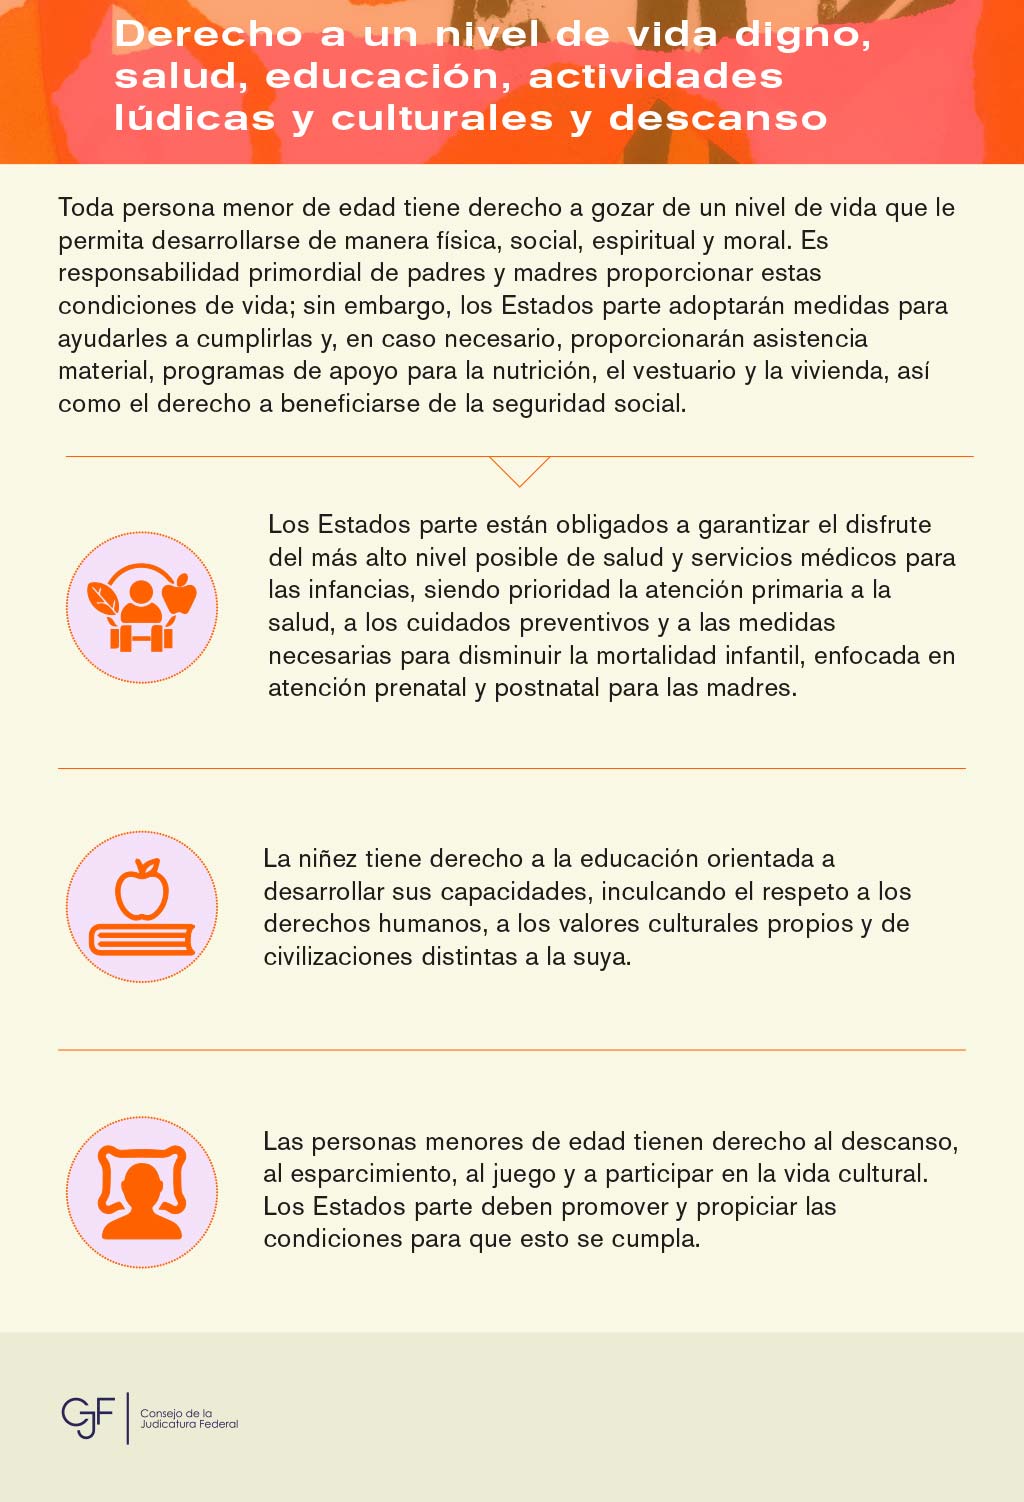 Derecho a un nivel de vida digno,
salud, educación, actividades
lúdicas y culturales y descanso
Toda persona menor de edad tiene derecho a gozar de un nivel de vida que le
permita desarrollarse de manera física, social, espiritual y moral. Es
responsabilidad primordial de padres y madres proporcionar estas
condiciones de vida; sin embargo, los Estados parte adoptarán medidas para
ayudarles a cumplirlas y, en caso necesario, proporcionarán asistencia
material, programas de apoyo para la nutrición, el vestuario y la vivienda, así
como el derecho a beneficiarse de la seguridad social.
Los Estados parte están obligados a garantizar el disfrute
del más alto nivel posible de salud y servicios médicos para
las infancias, siendo prioridad la atención primaria a la
salud, a los cuidados preventivos y a las medidas
necesarias para disminuir la mortalidad infantil, enfocada en
atención prenatal y postnatal para las madres.
La niñez tiene derecho a la educación orientada a
desarrollar sus capacidades, inculcando el respeto a los
derechos humanos, a los valores culturales propios y de
civilizaciones distintas a la suya.
Las personas menores de edad tienen derecho al descanso,
al esparcimiento, al juego y a participar en la vida cultural.
Los Estados parte deben promover y propiciar las
condiciones para que esto se cumpla.
CJF
Consejo de la
Judicatura Federal